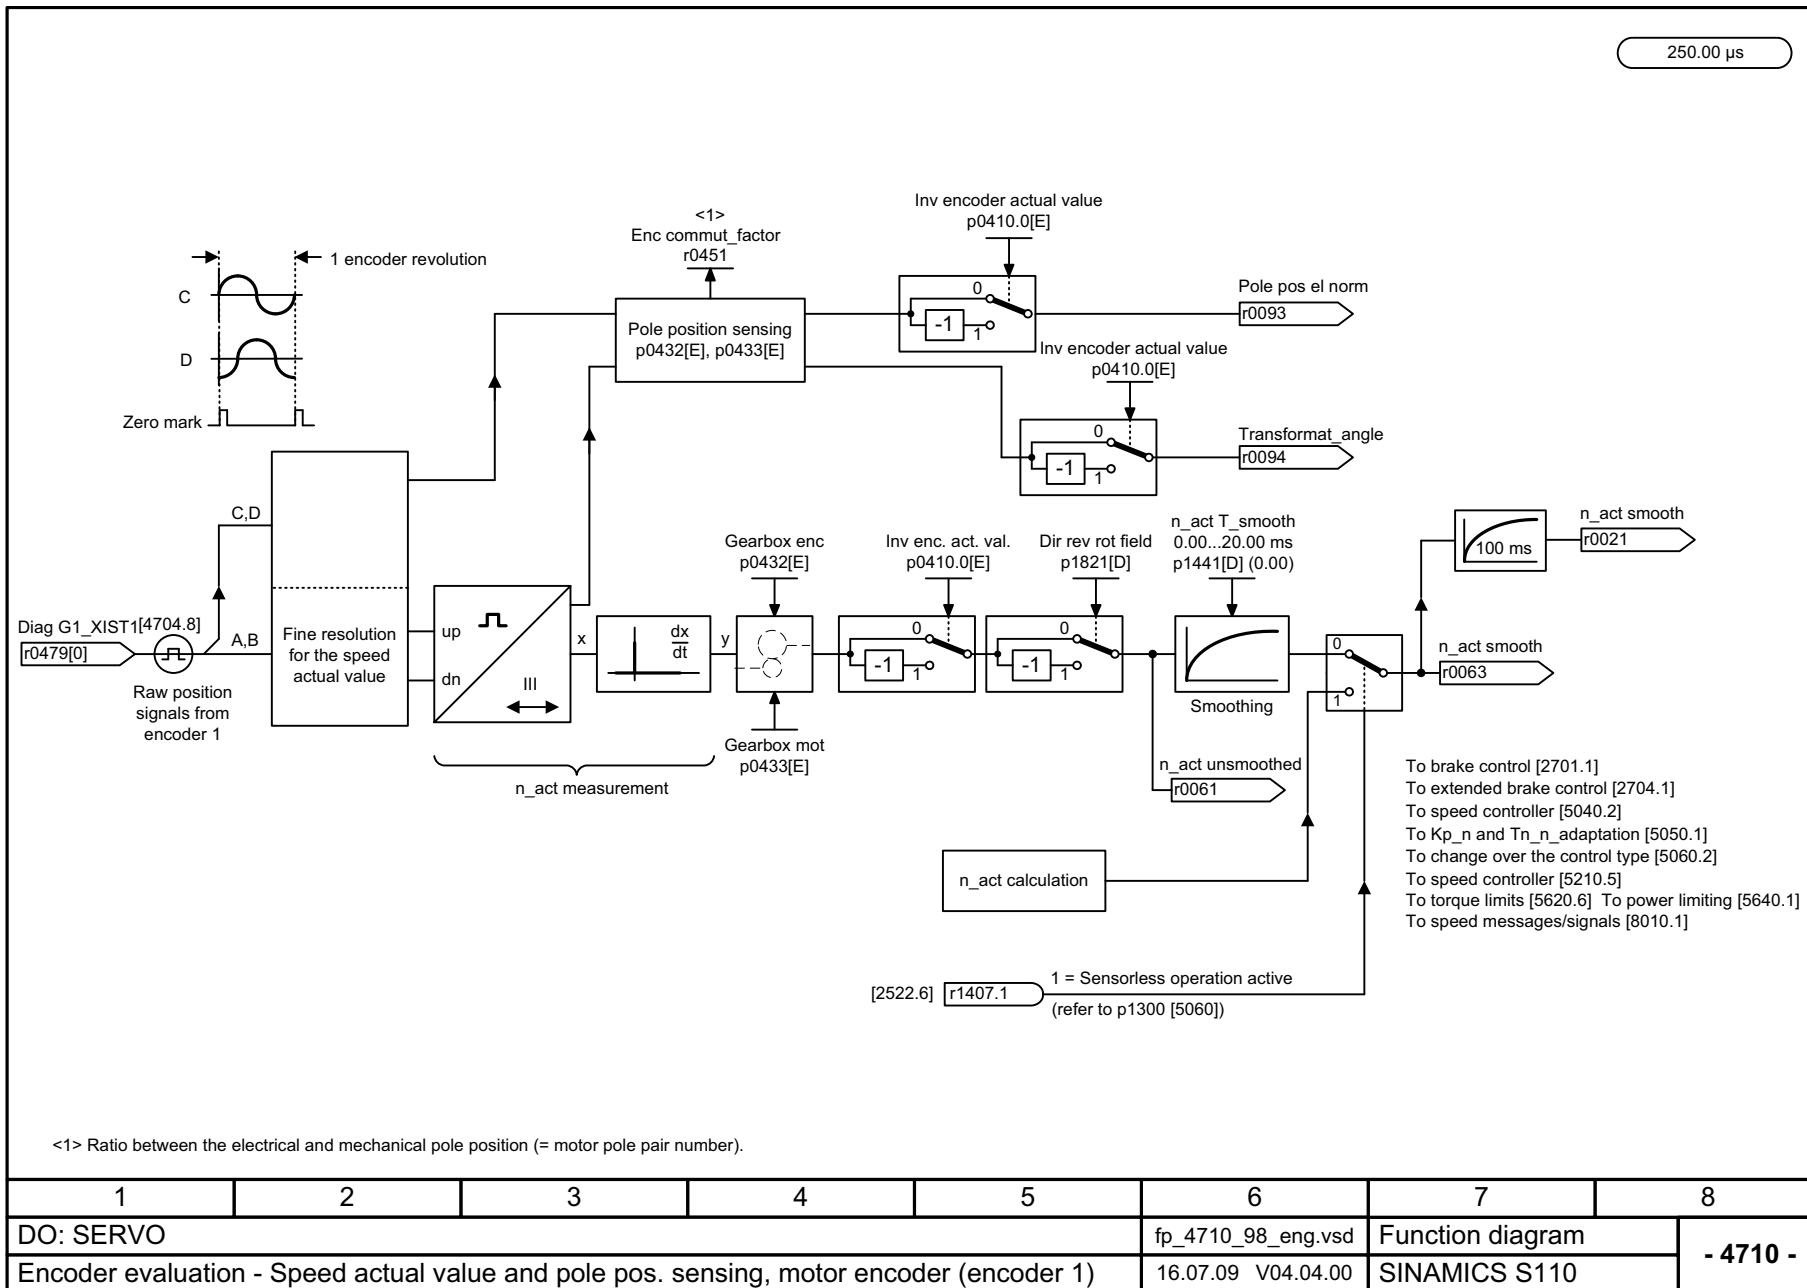 250.00 µs
Inv encoder actual value
p0410.0[E]
<1>
Enc commut_factor
r0451
1 encoder revolution
C
D
Zero mark
Pole position sensing
p0432[E], p0433[E]
0
-1
1
Pole pos el norm
r0093
Inv encoder actual value
p0410.0[E]
0
-1
1
Transformat_angle
r0094
C,D
A,B
Diag G1_XIST1[4704.8]
r0479[0]
Raw position
signals from
encoder 1
Fine resolution
for the speed
actual value
up
dn
III
x
dx
dt
y
n_act measurement
Gearbox enc
p0432[E]
Gearbox mot
p0433[E]
Inv enc. act. val.
p0410.0[E]
0
-1
1
Dir rev rot field
p1821[D]
0
-1
1
n_act T_smooth
0.00...20.00 ms
p1441[D] (0.00)
Smoothing
n_act unsmoothed
r0061
0
1
100 ms
n_act smooth
r0021
n_act smooth
r0063
n_act calculation
To brake control [2701.1]
To extended brake control [2704.1]
To speed controller [5040.2]
To Kp_n and Tn_n_adaptation [5050.1]
To change over the control type [5060.2]
To speed controller [5210.5]
To torque limits [5620.6] To power limiting [5640.1]
To speed messages/signals [8010.1]
[2522.6]
r1407.1
1 = Sensorless operation active
(refer to p1300 [5060])
<1> Ratio between the electrical and mechanical pole position (= motor pole pair number).
1 2 3 4 5 6 7 8
DO: SERVO
fp_4710_98_eng.vsd
Function diagram
- 4710 -
Encoder evaluation - Speed actual value and pole pos. sensing, motor encoder (encoder 1)
16.07.09 V04.04.00
SINAMICS S110